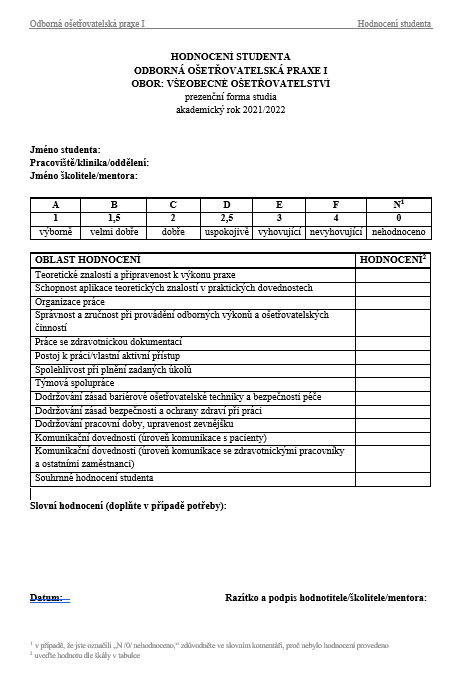 Odborná ošetřovatelská praxe I Hodnocení studenta
HODNOCENÍ STUDENTA
ODBORNÁ OŠETŘOVATELSKÁ PRAXE I
OBOR: VŠEOBECNÉ OŠETŘOVATELSTVÍ
prezenční forma studia
akademický rok 2021/2022
Jméno studenta:
Pracoviště/klinika/oddělení:
Jméno školitele/mentora:
A B C D E F N1
1 1,5 2 2,5 3 4 0
výborně velmi dobře dobře uspokojivě vyhovující nevyhovující nehodnoceno
OBLAST HODNOCENÍ HODNOCENÍ2
Teoretické znalosti a připravenost k výkonu praxe
Schopnost aplikace teoretických znalostí v praktických dovednostech
Organizace práce
Správnost a zručnost při provádění odborných výkonů a ošetřovatelských
činností
Práce se zdravotnickou dokumentací
Postoj k práci/vlastní aktivní přístup
Spolehlivost při plnění zadaných úkolů
Týmová spolupráce
Dodržování zásad bariérové ošetřovatelské techniky a bezpečnosti péče
Dodržování zásad bezpečnosti a ochrany zdraví při práci
Dodržování pracovní doby, upravenost zevnějšku
Komunikační dovednosti (úroveň komunikace s pacienty)
Komunikační dovednosti (úroveň komunikace se zdravotnickými pracovníky
a ostatními zaměstnanci)
Souhrnné hodnocení studenta
Slovní hodnocení (doplňte v případě potřeby):
Datum: Razítko a podpis hodnotitele/školitele/mentora:
1 v případě, že jste označili „N /0/ nehodnoceno,“ zdůvodněte ve slovním komentáři, proč nebylo hodnocení provedeno
2 uveďte hodnotu dle škály v tabulce